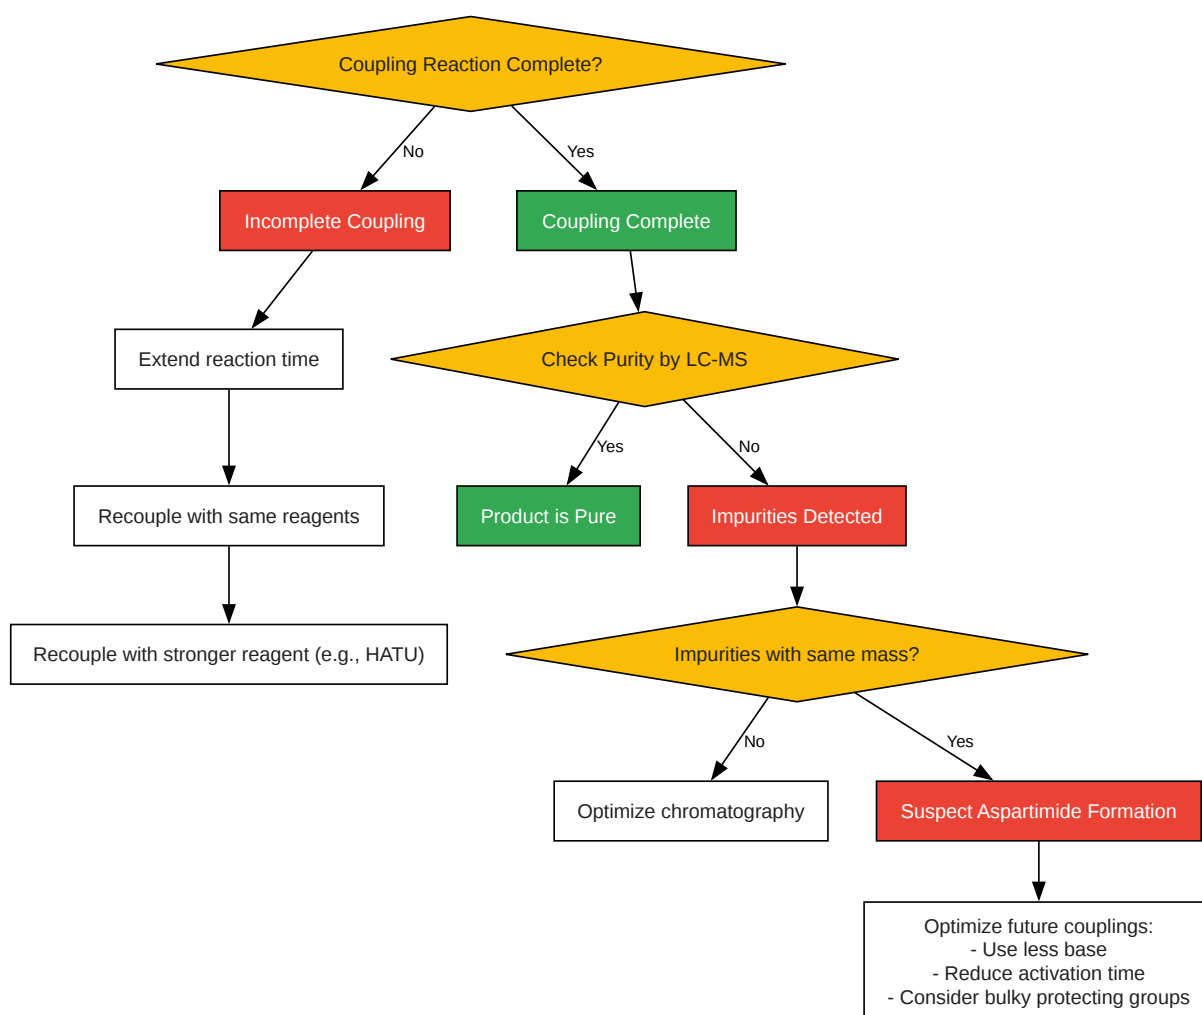 Coupling Reaction Complete?
No
Yes
Incomplete Coupling
Coupling Complete
Extend reaction time
Check Purity by LC-MS
Yes
No
Recouple with same reagents
Product is Pure
Impurities Detected
Recouple with stronger reagent (e.g., HATU)
Impurities with same mass?
No
Yes
Optimize chromatography
Suspect Aspartimide Formation
Optimize future couplings:
- Use less base
- Reduce activation time
- Consider bulky protecting groups